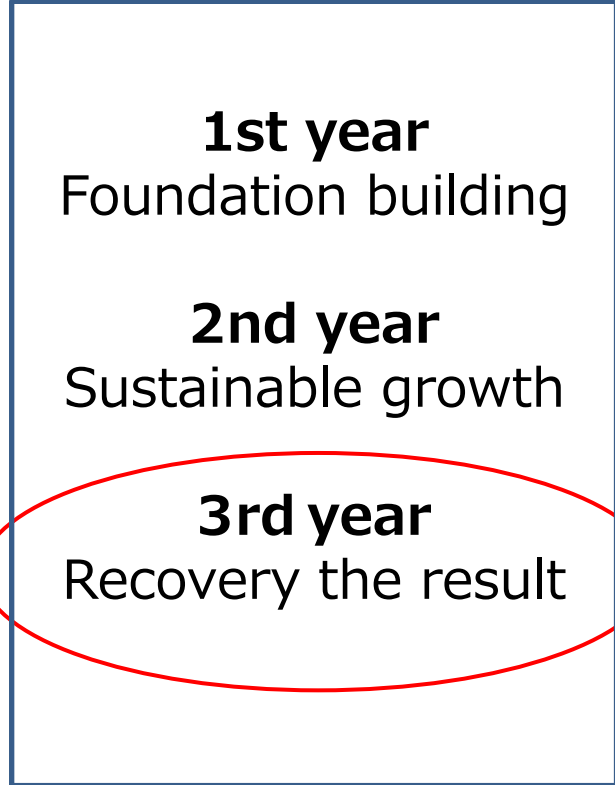 1st year
Foundation building
2nd year
Sustainable growth
3rd year
Recovery the result